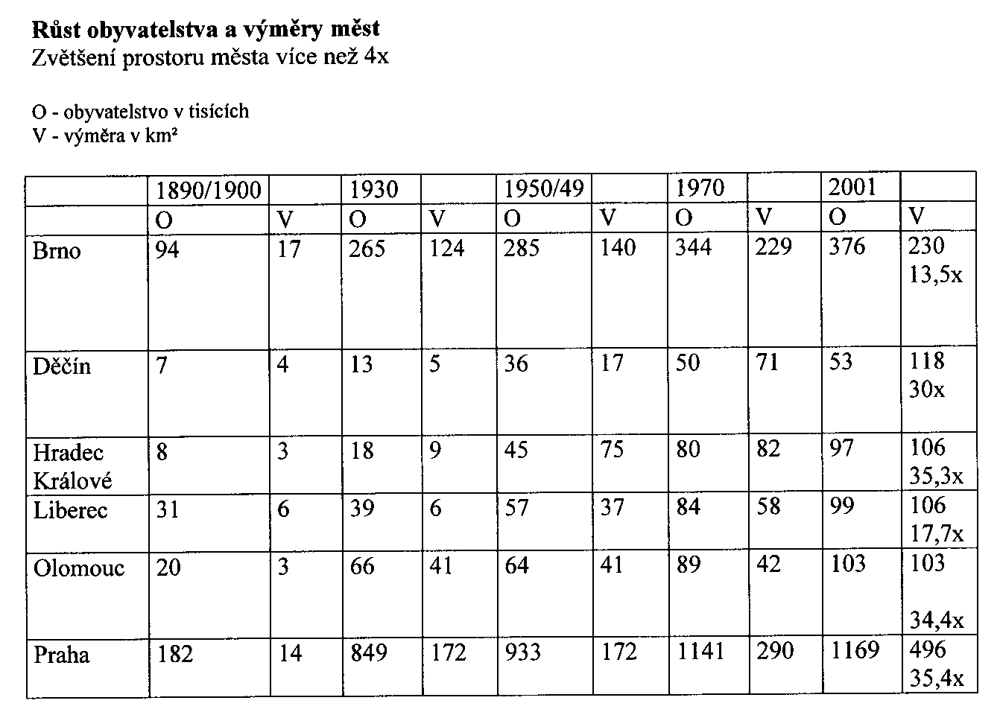 Růst obyvatelstva a výměry měst
Zvětšení prostoru města více než 4x
O - obyvatelstvo v tisících
V - výměra v km²
1890/1900 1930 1950/49 1970 2001
O V O V O V O V O V
Brno 94 17 265 124 285 140 344 229 376 230
13,5x
Děčín 7 4 13 5 36 17 50 71 53 118
30x
Hradec 8 3 18 9 45 75 80 82 97 106
Králové 35,3x
Liberec 31 6 39 6 57 37 84 58 99 106
17,7x
Olomouc 20 3 66 41 64 41 89 42 103 103
34,4x
Praha 182 14 849 172 933 172 1141 290 1169 496
35,4x